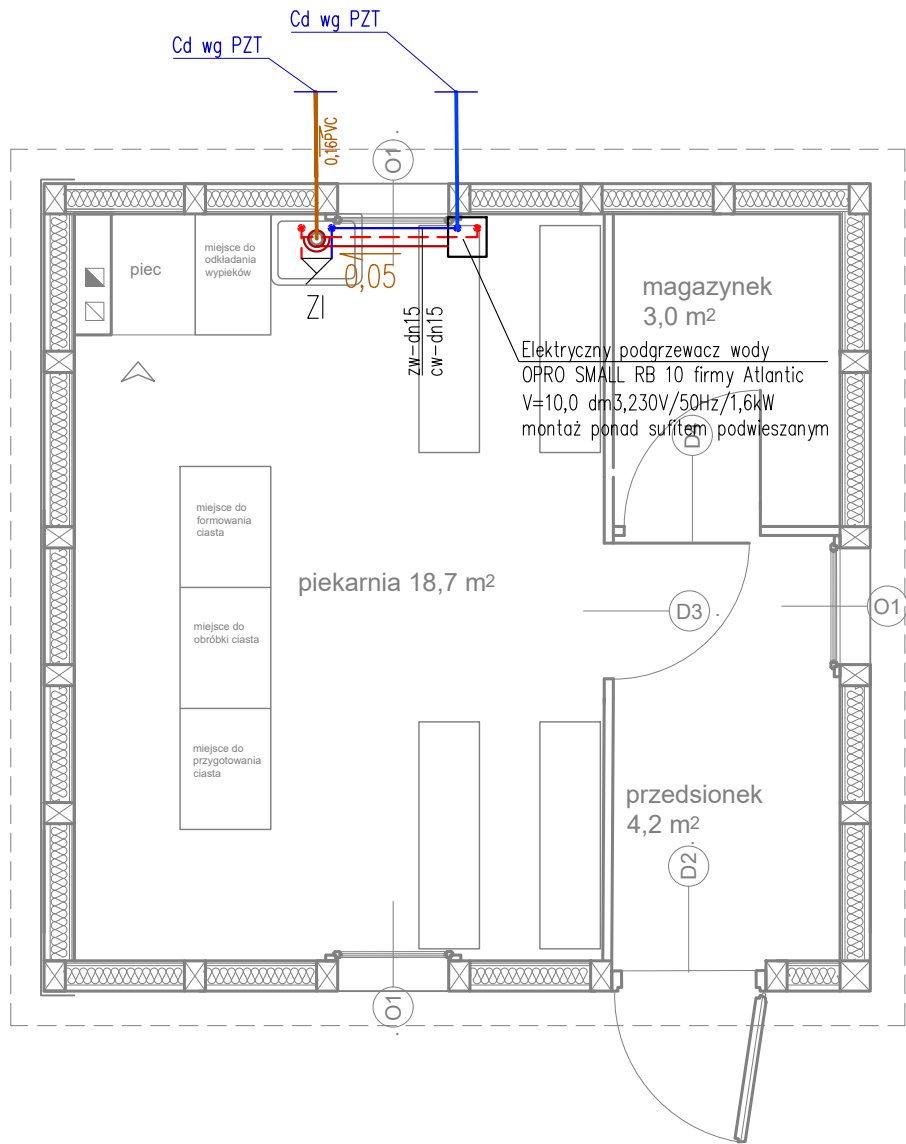 Cd wg PZT
Cd wg PZT
0,16PVC
O1
piec
miejsce do
odkładania
wypieków
ZI
0,05
zw-dn15
cw-dn15
magazynek
3,0 m²
Elektryczny podgrzewacz wody
OPRO SMALL RB 10 firmy Atlantic
V=10,0 dm3,230V/50Hz/1,6kW
montaż ponad sufitem podwieszanym
miejsce do
formowania
ciasta
piekarnia 18,7 m²
miejsce do
obróbki ciasta
D3
O1
miejsce do
przygotowania
ciasta
przedsionek
4,2 m²
D2
O1